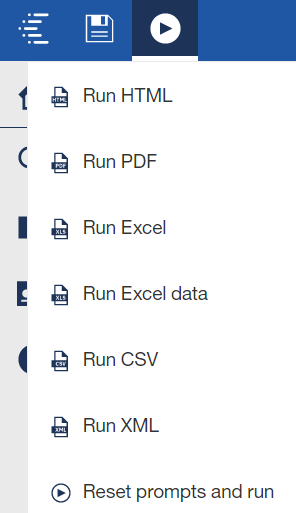 Run HTML
Run PDF
Run Excel
Run Excel data
Run CSV
Run XML
Reset prompts and run